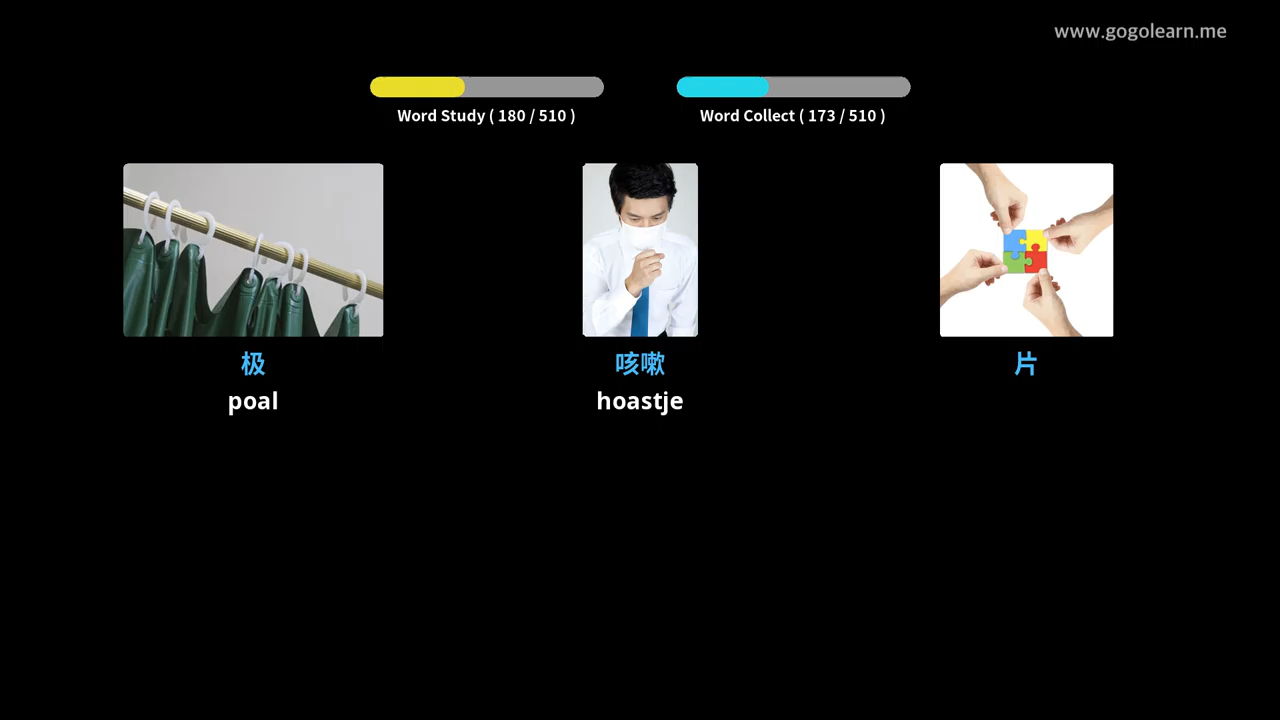 www.gogolearn.me
Word Study ( 180 / 510 )
Word Collect ( 173 / 510 )
极
咳嗽
片
poal
hoastje